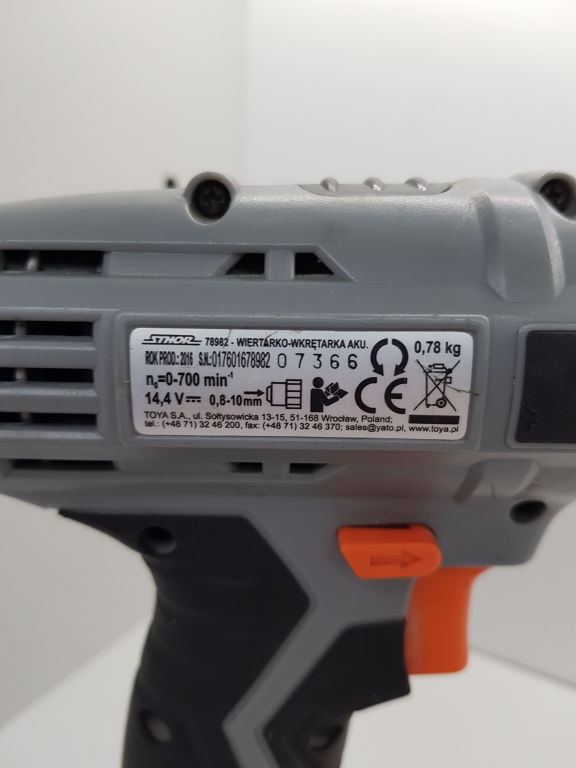 STHOR 78982 - WIERTARKO-WKRĘTARKA AKU.
ROK PROD.: 2016 S.N.: 017601678982 07366 0,78 kg
n₀=0-700 min⁻¹
14,4 V 0,8-10mm CE
TOYA S.A., ul. Sołtysowicka 13-15, 51-168 Wrocław, Poland;
tel.: (+48 71) 32 46 200, fax: (+48 71) 32 46 370; sales@yato.pl, www.toya.pl